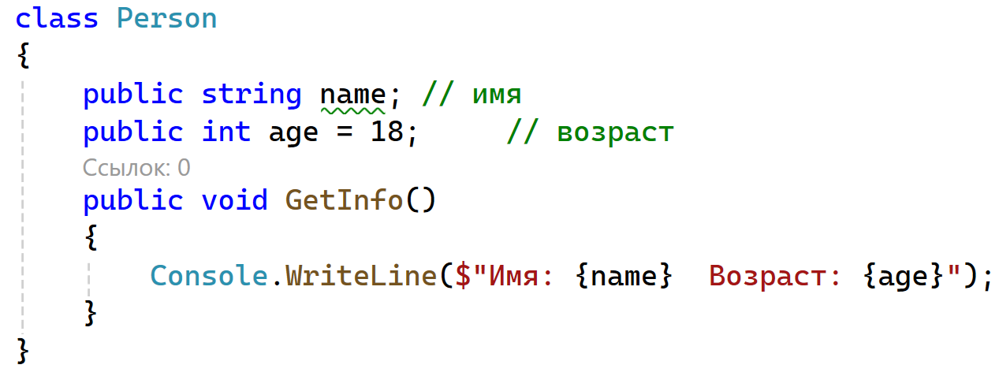 class Person
{
    public string name; // имя
    public int age = 18;     // возраст
    Ссылок: 0
    public void GetInfo()
    {
        Console.WriteLine($"Имя: {name}  Возраст: {age}");
    }
}